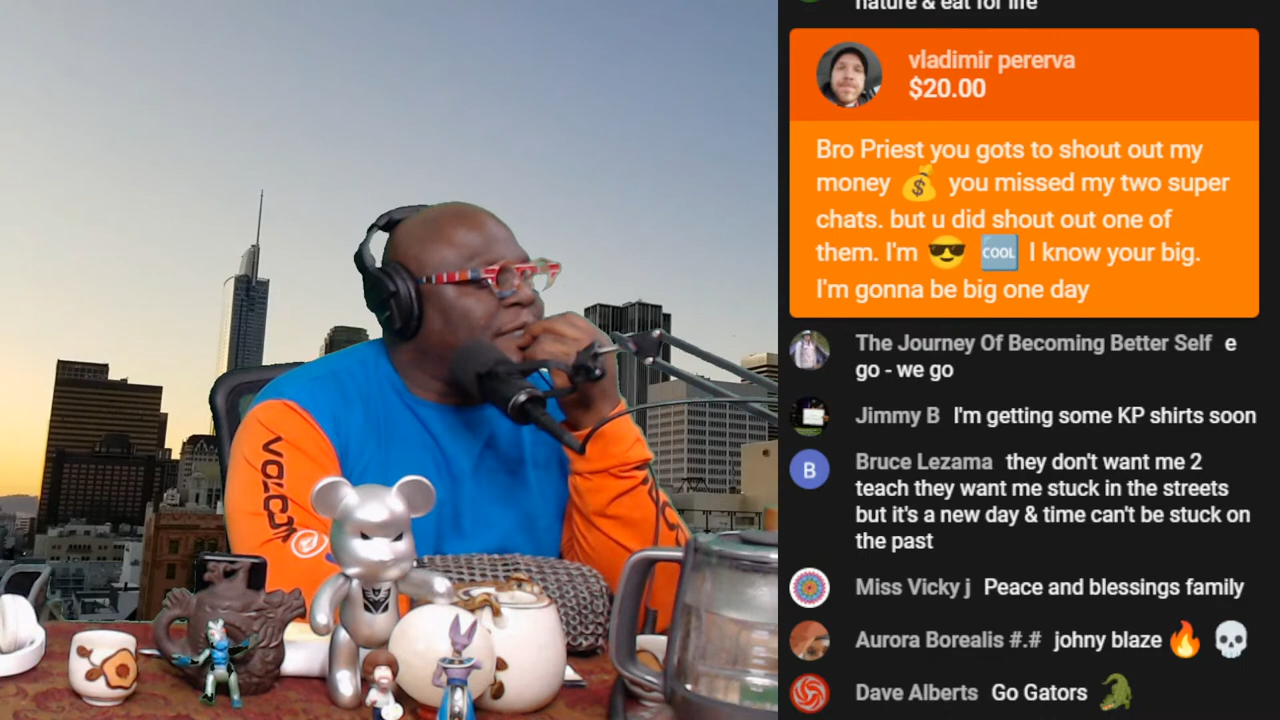 nature & eat for life
vladimir pererva
$20.00
Bro Priest you gots to shout out my
money 💰 you missed my two super
chats. but u did shout out one of
them. I'm 😎 🆒 I know your big.
I'm gonna be big one day
The Journey Of Becoming Better Self e
go - we go
Jimmy B I'm getting some KP shirts soon
B
Bruce Lezama they don't want me 2
teach they want me stuck in the streets
but it's a new day & time can't be stuck on
the past
Miss Vicky j Peace and blessings family
Aurora Borealis #.# johny blaze 🔥 💀
Dave Alberts Go Gators 🐊